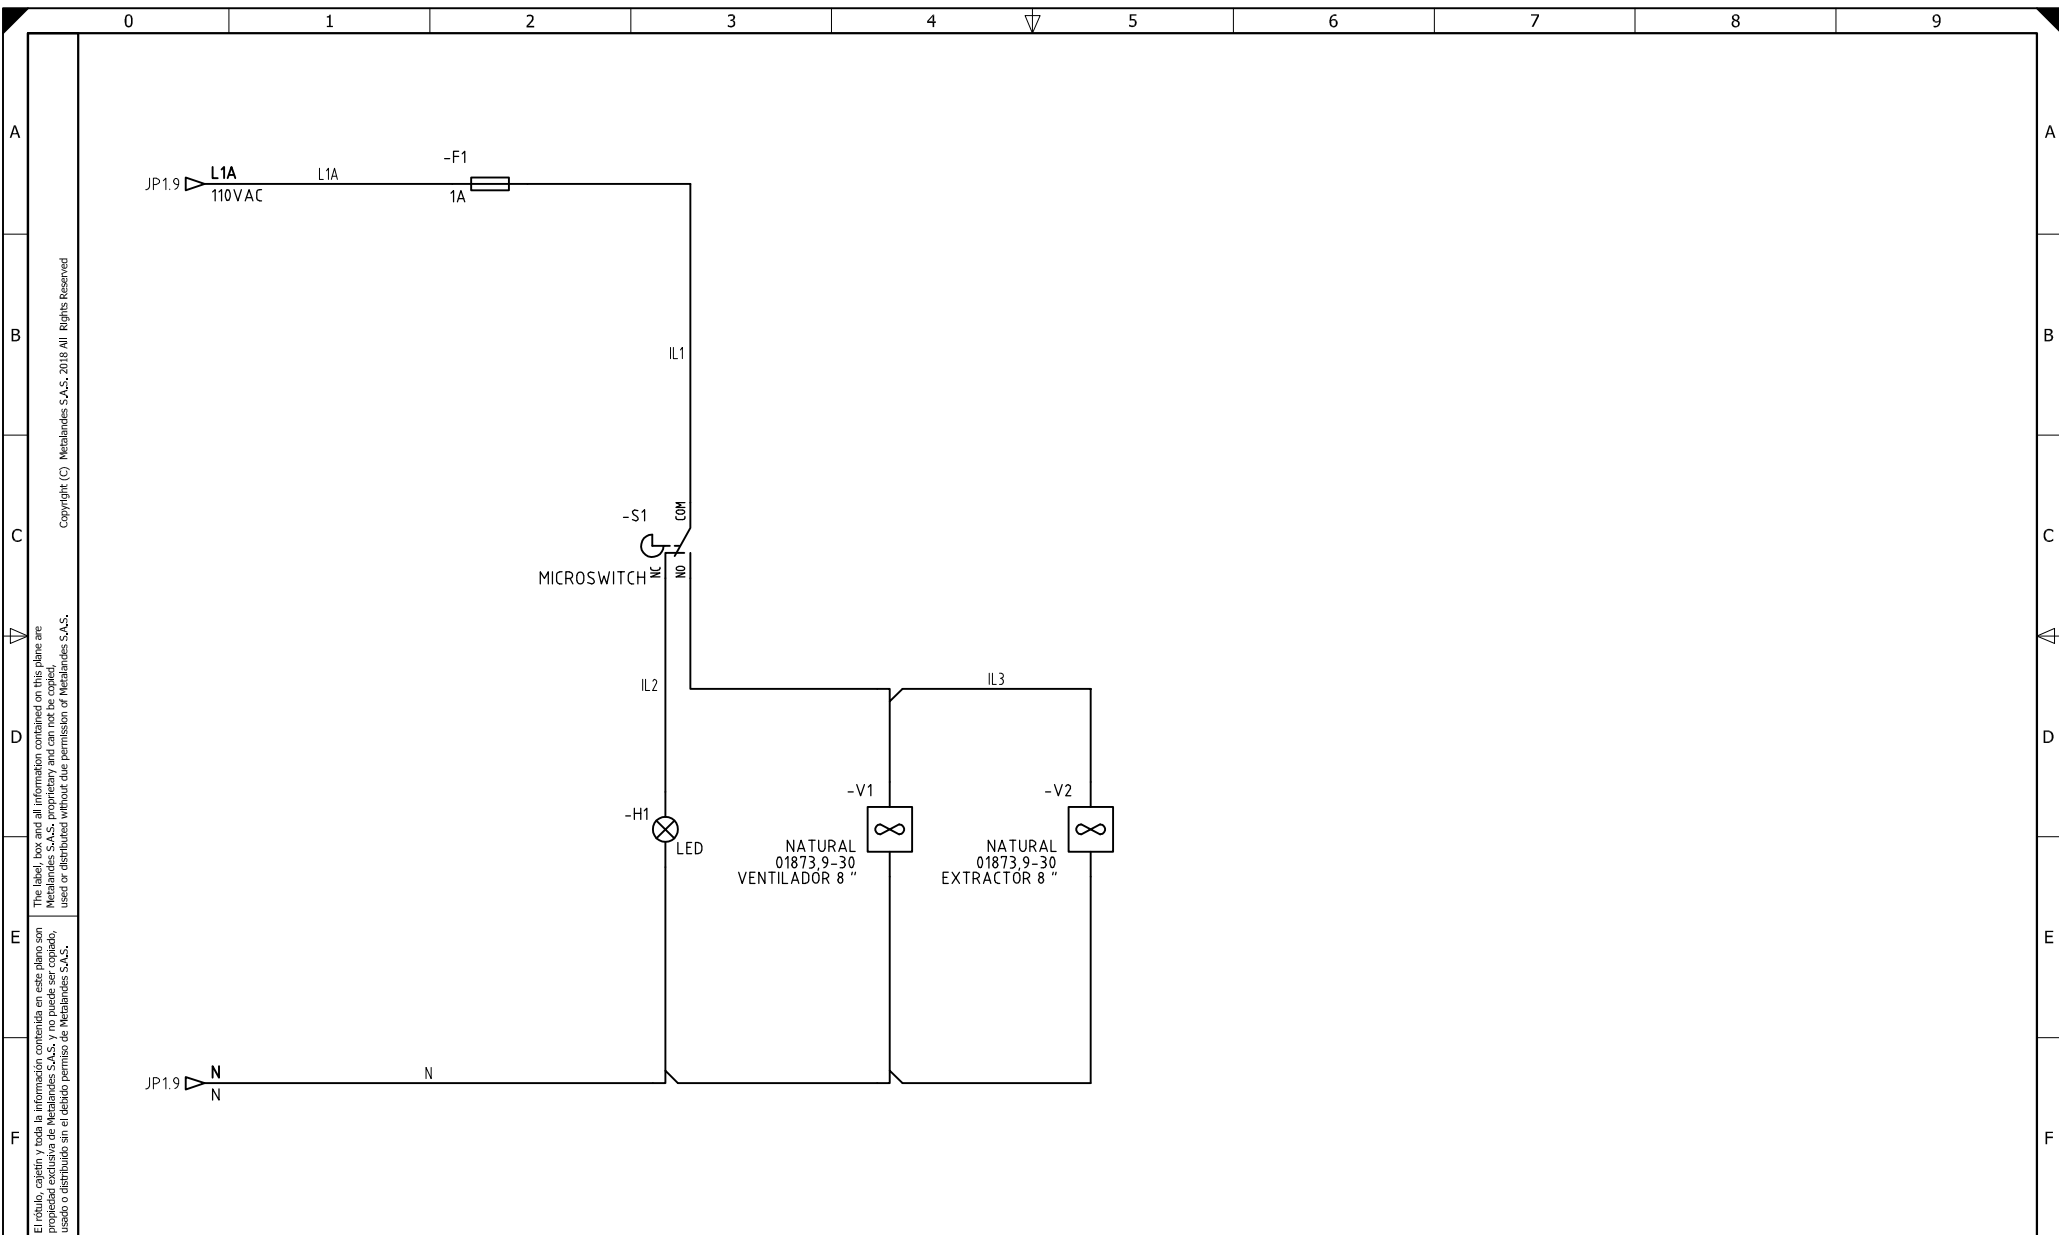 0 1 2 3 4 5 6 7 8 9
A A
-F1
JP1.9 L1A L1A
110VAC 1A
B B
IL1
Copyright (C) Metalandes S.A.S. 2018 All Rights Reserved
C C
-S1 COM
MICROSWITCH NC NO
The label, box and all information contained on this plane are
Metalandes S.A.S. proprietary and can not be copied,
used or distributed without due permission of Metalandes S.A.S.
IL2 IL3
D D
-V1 -V2
-H1
LED
NATURAL
01873,9-30
VENTILADOR 8 "
NATURAL
01873,9-30
EXTRACTOR 8 "
E E
El rótulo, cajetín y toda la información contenida en este plano son
propiedad exclusiva de Metalandes S.A.S. y no puede ser copiado,
usado o distribuido sin el debido permiso de Metalandes S.A.S.
JP1.9 N N
N
F F